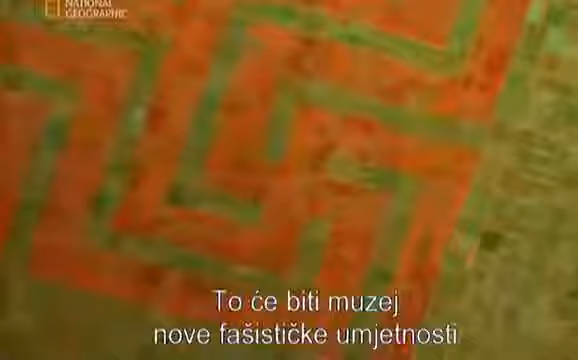 NATIONAL
GEOGRAPHIC
To će biti muzej
nove fašističke umjetnosti